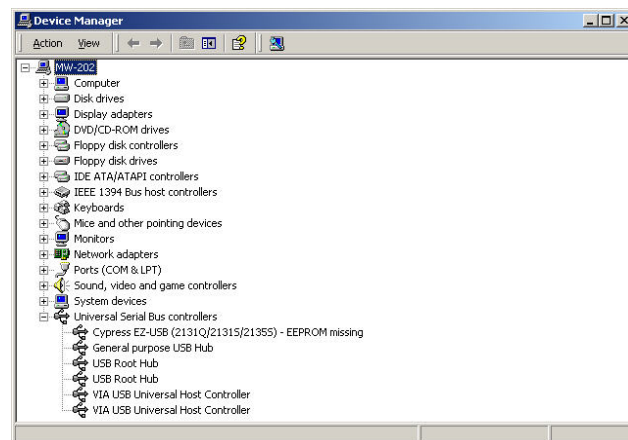 Device Manager
Action View
MW-202
Computer
Disk drives
Display adapters
DVD/CD-ROM drives
Floppy disk controllers
Floppy disk drives
IDE ATA/ATAPI controllers
IEEE 1394 Bus host controllers
Keyboards
Mice and other pointing devices
Monitors
Network adapters
Ports (COM & LPT)
Sound, video and game controllers
System devices
Universal Serial Bus controllers
Cypress EZ-USB (2131Q/2131S/2135S) - EEPROM missing
General purpose USB Hub
USB Root Hub
USB Root Hub
VIA USB Universal Host Controller
VIA USB Universal Host Controller